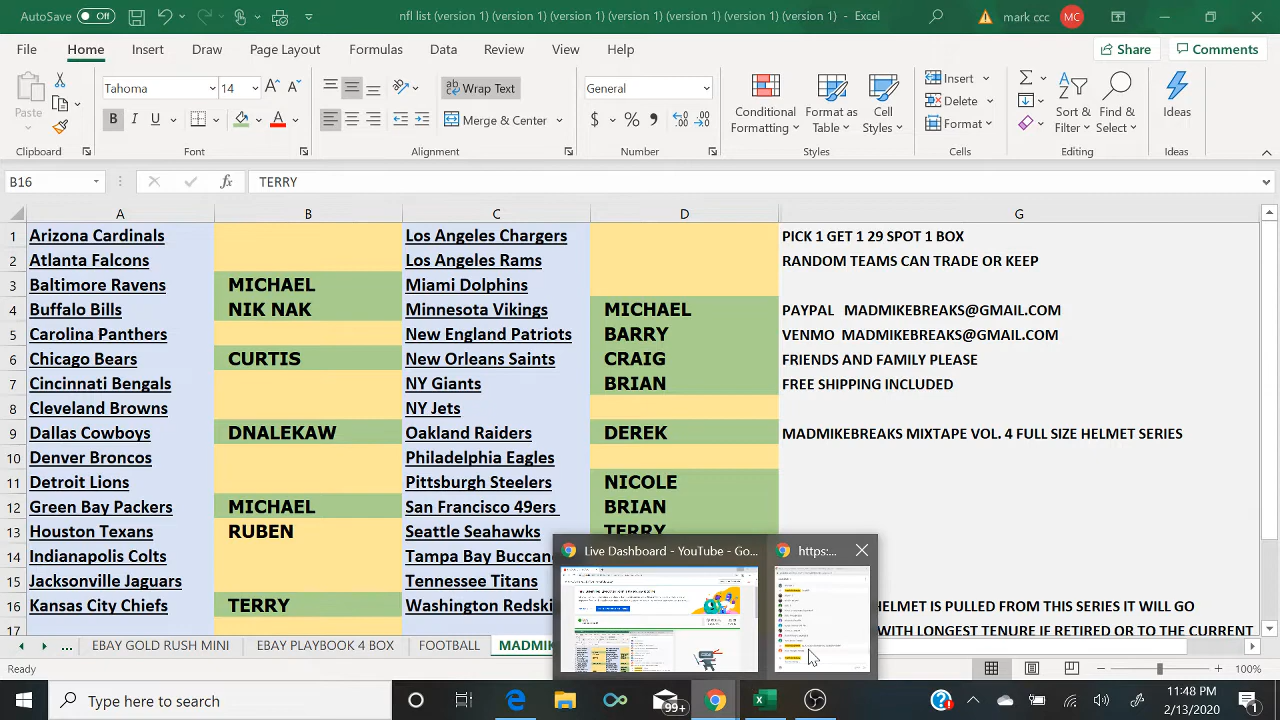 AutoSave Off nfl list (version 1) (version 1) (version 1) (version 1) (version 1) (version 1) - Excel mark ccc MC
File Home Insert Draw Page Layout Formulas Data Review View Help Share Comments
Paste Tahoma 14 ab Wrap Text General Conditional Formatting Format as Table Cell Styles Insert Sort & Filter Find & Select Ideas
B I U A Merge & Center $ % Delete
Format
Clipboard Font Alignment Number Styles Cells Editing Ideas
B16 fx TERRY
A B C D G
1 Arizona Cardinals Los Angeles Chargers PICK 1 GET 1 29 SPOT 1 BOX
2 Atlanta Falcons Los Angeles Rams RANDOM TEAMS CAN TRADE OR KEEP
3 Baltimore Ravens MICHAEL Miami Dolphins
4 Buffalo Bills NIK NAK Minnesota Vikings MICHAEL PAYPAL MADMIKEBREAKS@GMAIL.COM
5 Carolina Panthers New England Patriots BARRY VENMO MADMIKEBREAKS@GMAIL.COM
6 Chicago Bears CURTIS New Orleans Saints CRAIG FRIENDS AND FAMILY PLEASE
7 Cincinnati Bengals NY Giants BRIAN FREE SHIPPING INCLUDED
8 Cleveland Browns NY Jets
9 Dallas Cowboys DNALEKAW Oakland Raiders DEREK MADMIKEBREAKS MIXTAPE VOL. 4 FULL SIZE HELMET SERIES
10 Denver Broncos Philadelphia Eagles
11 Detroit Lions Pittsburgh Steelers NICOLE
12 Green Bay Packers MICHAEL San Francisco 49ers BRIAN
13 Houston Texans RUBEN Seattle Seahawks TERRY
14 Indianapolis Colts Tampa Bay Buccan Live Dashboard - YouTube - Go... https:...
15 Jacksonville Jaguars Tennessee Titans
16 Kansas City Chiefs TERRY Washington Redski HELMET IS PULLED FROM THIS SERIES IT WILL GO
17 WITH LONGEST TENURE IF RETIRED OR TO THE CURRENT
... GOLD RUSH MINI EBAY PLAYBOOK 4 BOX FOOTBALL MADMIK
eady 100%
Type here to search 99+ 11:48 PM
2/13/2020 1